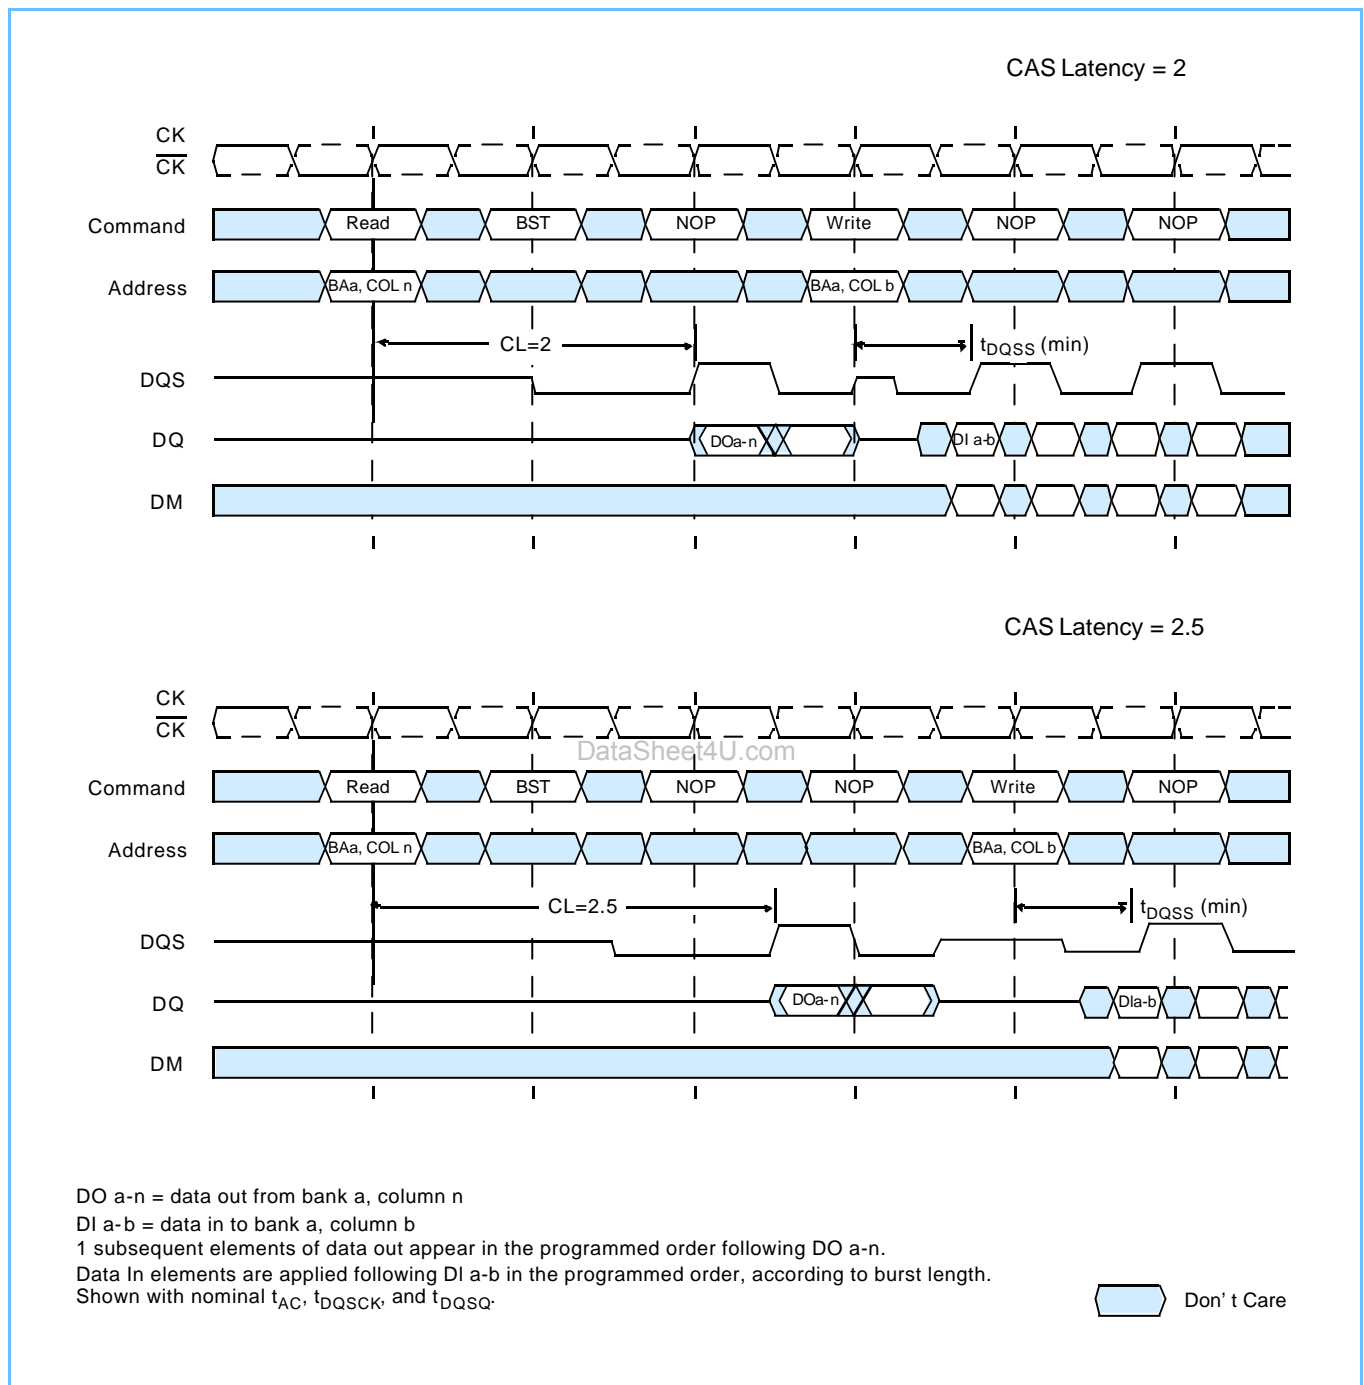 CAS Latency = 2
CK
CK
Command Read BST NOP Write NOP NOP
Address BAa, COL n BAa, COL b
CL=2 tDQSS (min)
DQS
DQ DOa-n DI a-b
DM
CAS Latency = 2.5
CK
CK
DataSheet4U.com
Command Read BST NOP NOP Write NOP
Address BAa, COL n BAa, COL b
CL=2.5 tDQSS (min)
DQS
DQ DOa-n DIa-b
DM
DO a-n = data out from bank a, column n
DI a-b = data in to bank a, column b
1 subsequent elements of data out appear in the programmed order following DO a-n.
Data In elements are applied following DI a-b in the programmed order, according to burst length.
Shown with nominal tAC, tDQSCK, and tDQSQ.
Don' t Care